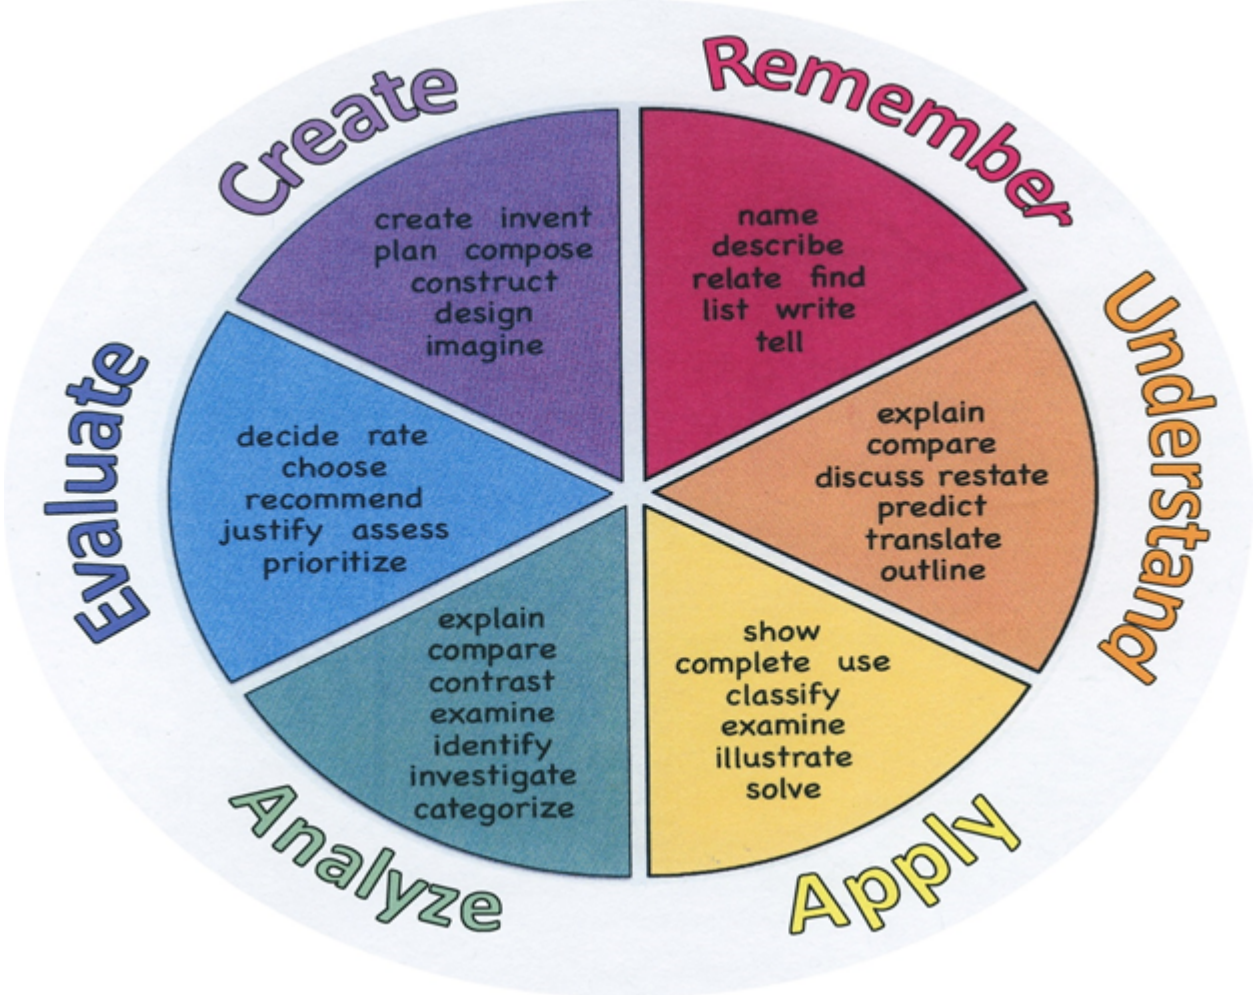 Create
create invent
plan compose
construct
design
imagine
Remember
name
describe
relate find
list write
tell
Understand
explain
compare
discuss restate
predict
translate
outline
Apply
show
complete use
classify
examine
illustrate
solve
Analyze
explain
compare
contrast
examine
identify
investigate
categorize
Evaluate
decide rate
choose
recommend
justify assess
prioritize